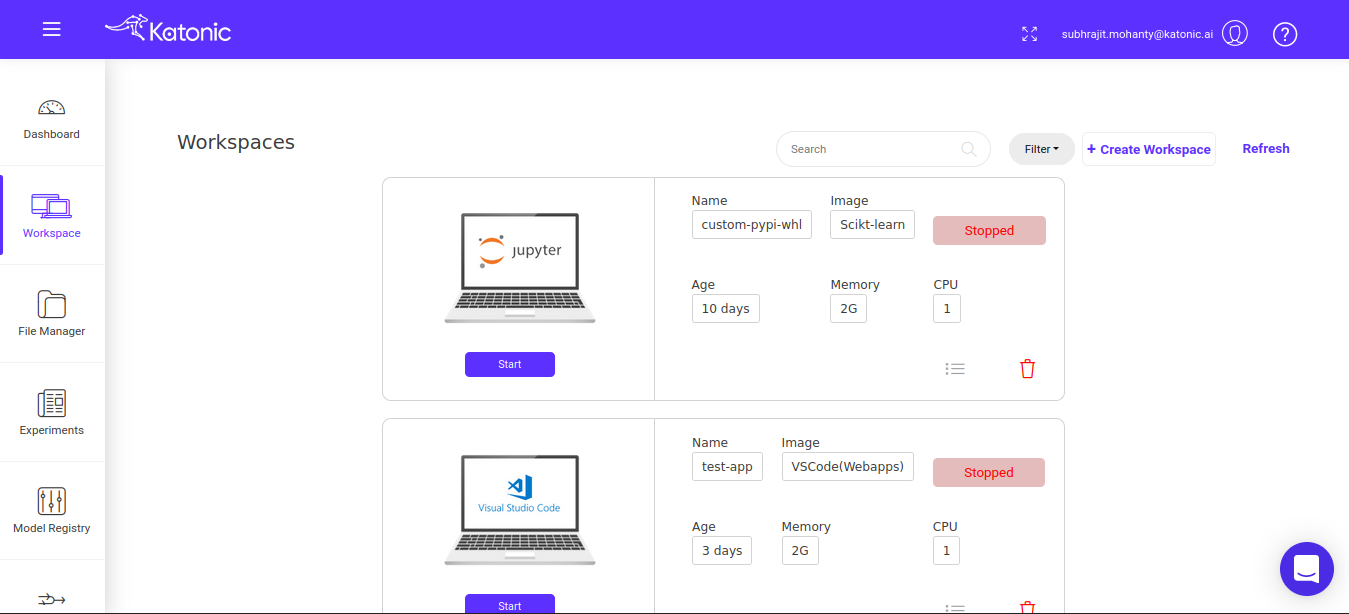 Katonic
subhrajit.mohanty@katonic.ai
?
Dashboard
Workspace
File Manager
Experiments
Model Registry
Workspaces
Search
Filter
+ Create Workspace
Refresh
jupyter
Start
Name Image
custom-pypi-whl Scikt-learn Stopped
Age Memory CPU
10 days 2G 1
Visual Studio Code
Start
Name Image
test-app VSCode(Webapps) Stopped
Age Memory CPU
3 days 2G 1